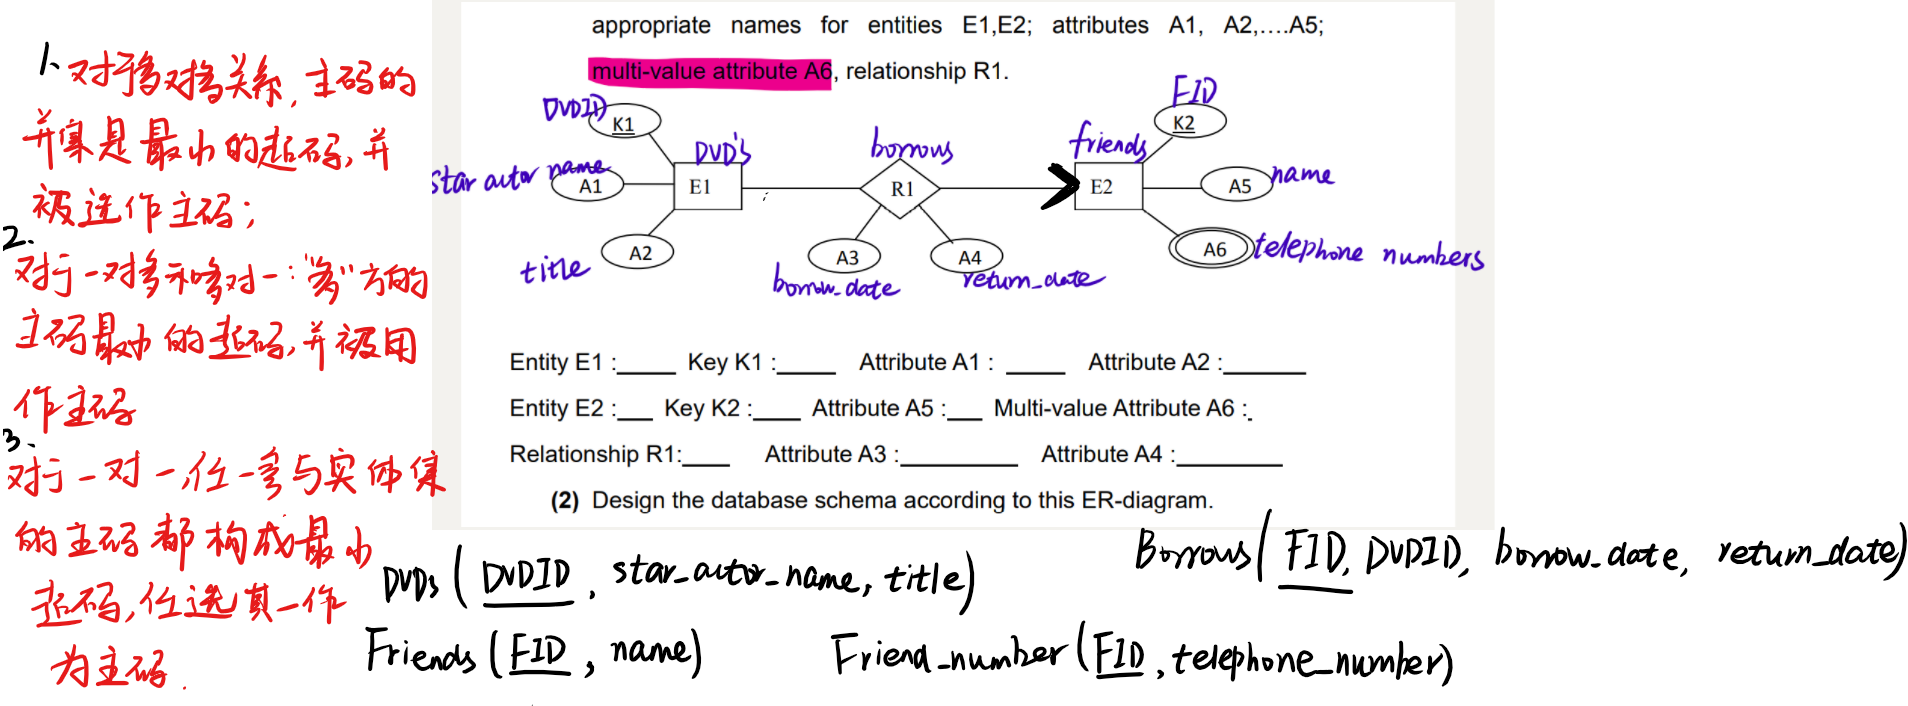 appropriate names for entities E1,E2; attributes A1, A2,....A5;
multi-value attribute A6, relationship R1.
1、对于多对多关系,主码的
并集是最小的超码,并
被选作主码;
2.
对于一对多和多对一:“多”方的
主码最小的超码,并被用
作主码
3、
对于一对一,任一参与实体集
的主码都构成最小
超码,任选其一作
为主码.
DVDID
K1
star autor name
A1
title
A2
DVD's
E1
borrows
R1
A3
borrow_date
A4
return_date
friends
E2
FID
K2
A5
name
A6
telephone numbers
Entity E1 :____ Key K1 :____ Attribute A1 : ____ Attribute A2 :____
Entity E2 :___ Key K2 :____ Attribute A5 :___ Multi-value Attribute A6 :.
Relationship R1:____ Attribute A3 :________ Attribute A4 :________
(2) Design the database schema according to this ER-diagram.
DVDs (DVDID, star_autor_name, title)
Borrows( FID, DVDID, borrow_date, return_date)
Friends (FID, name)
Friend_number (FID, telephone_number)